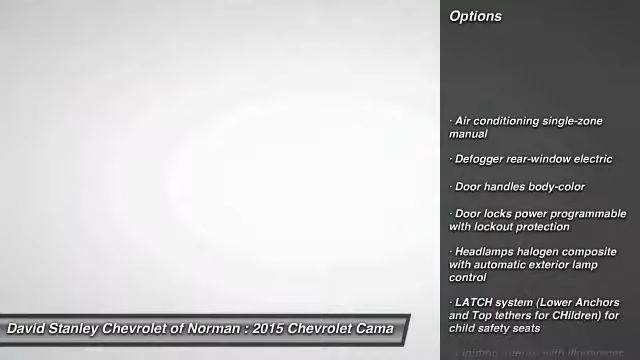 Options
· Air conditioning single-zone
manual
· Defogger rear-window electric
· Door handles body-color
· Door locks power programmable
with lockout protection
· Headlamps halogen composite
with automatic exterior lamp
control
· LATCH system (Lower Anchors
and Top tethers for CHildren) for
child safety seats
David Stanley Chevrolet of Norman : 2015 Chevrolet Cama